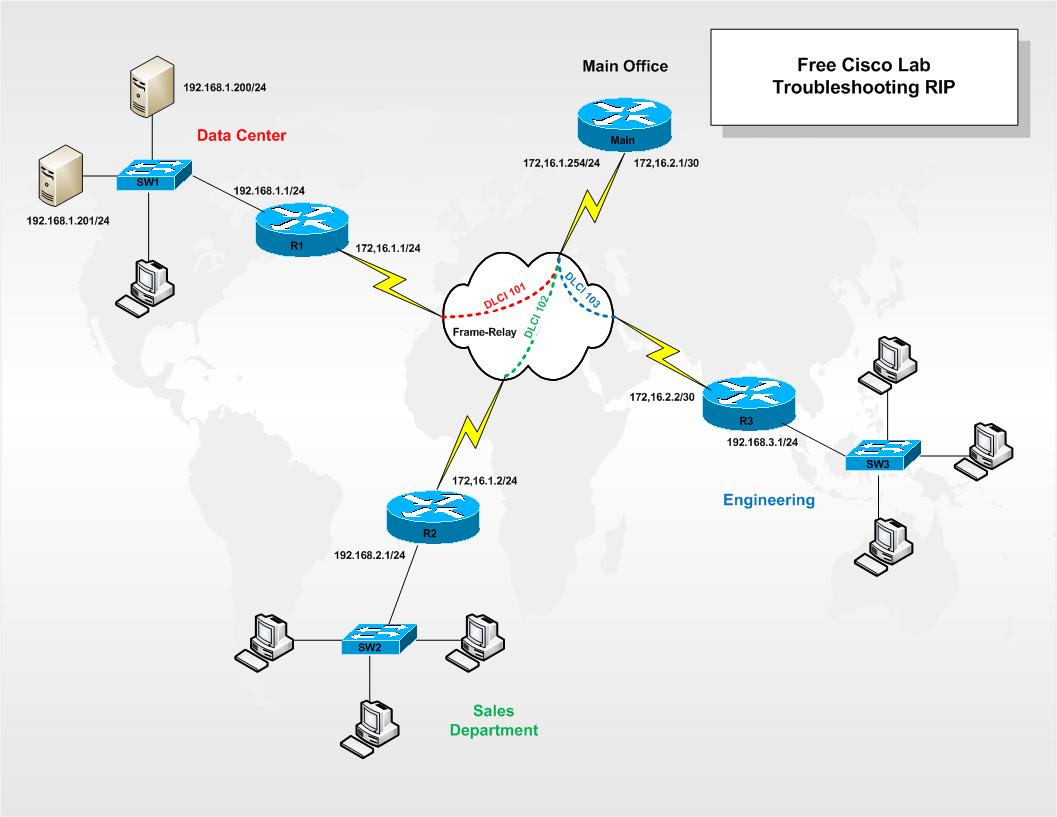 Free Cisco Lab
Troubleshooting RIP
Main Office
192.168.1.200/24
Data Center
Main
172,16.1.254/24
172,16.2.1/30
SW1
192.168.1.1/24
192.168.1.201/24
R1
172,16.1.1/24
DLCI 101
DLCI 102
DLCI 103
Frame-Relay
172,16.2.2/30
R3
192.168.3.1/24
SW3
172,16.1.2/24
Engineering
R2
192.168.2.1/24
SW2
Sales
Department